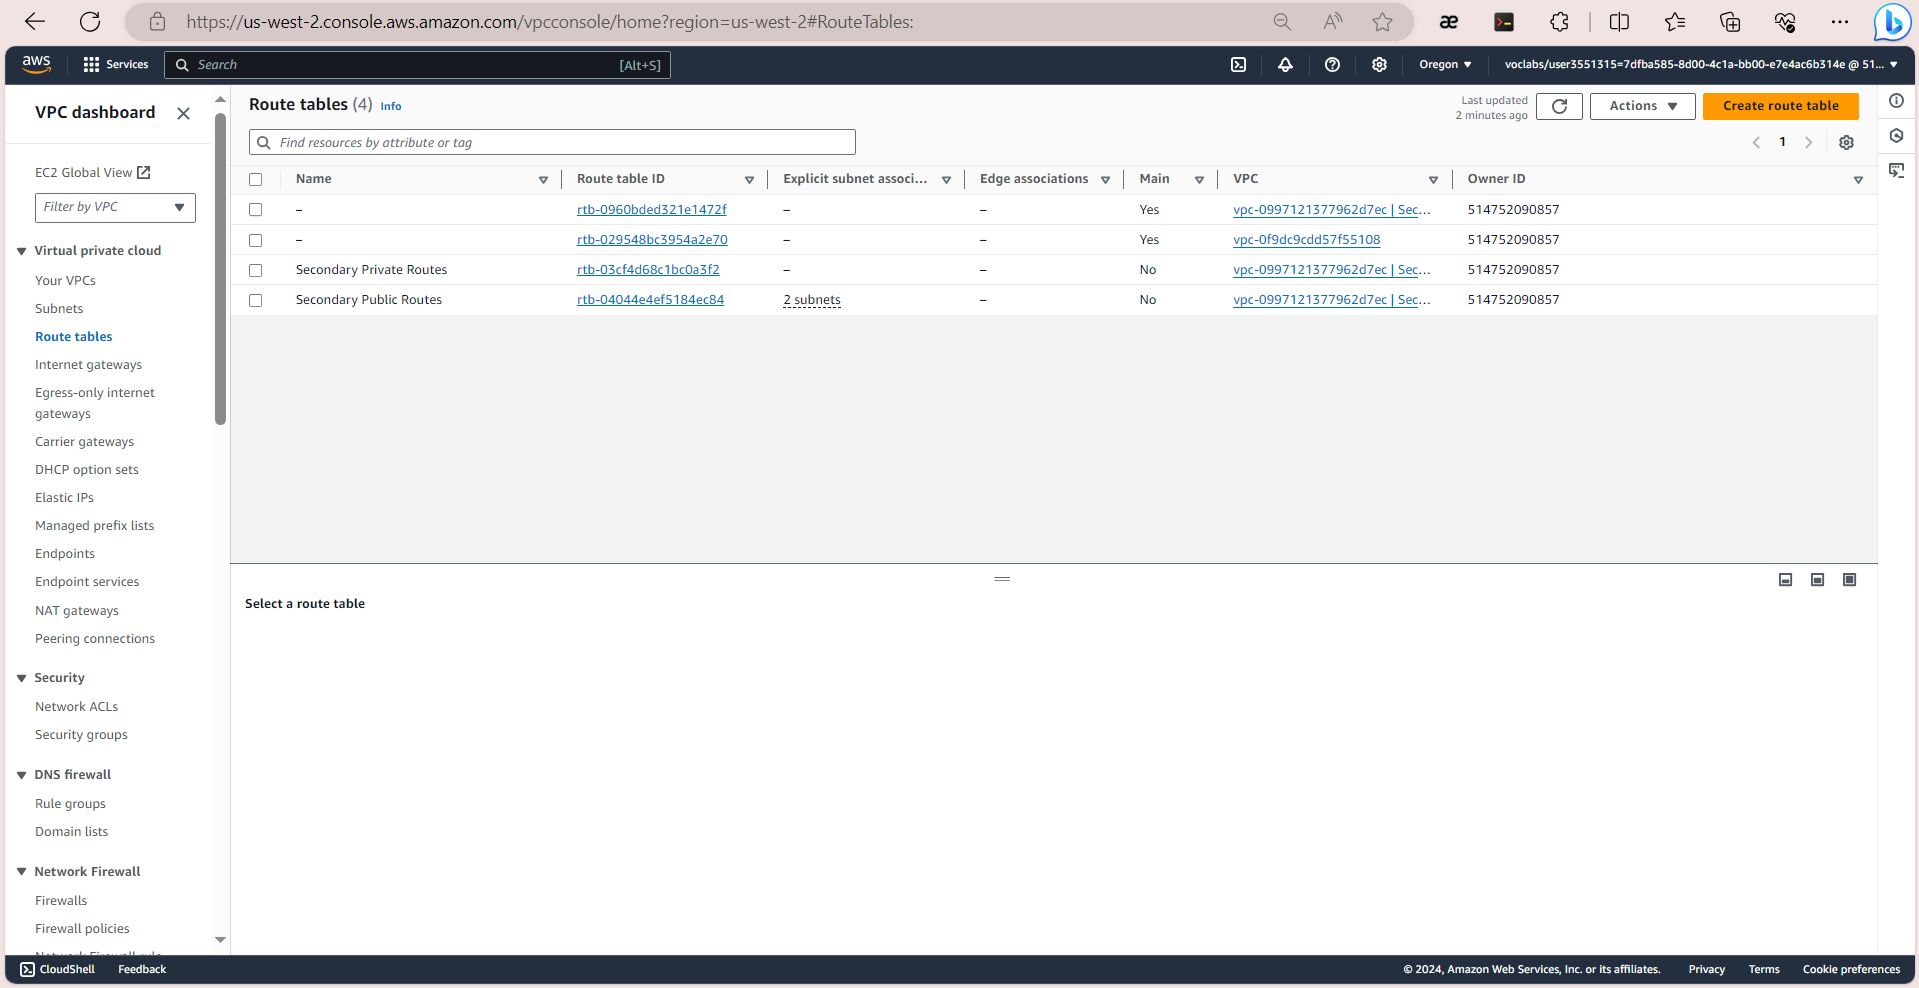 https://us-west-2.console.aws.amazon.com/vpcconsole/home?region=us-west-2#RouteTables:
aws Services Search [Alt+S] Oregon voclabs/user3551315=7dfba585-8d00-4c1a-bb00-e7e4ac6b314e @ 51...
VPC dashboard
EC2 Global View
Filter by VPC
Virtual private cloud
Your VPCs
Subnets
Route tables
Internet gateways
Egress-only internet
gateways
Carrier gateways
DHCP option sets
Elastic IPs
Managed prefix lists
Endpoints
Endpoint services
NAT gateways
Peering connections
Security
Network ACLs
Security groups
DNS firewall
Rule groups
Domain lists
Network Firewall
Firewalls
Firewall policies
Route tables (4) Info
Last updated
2 minutes ago
Actions
Create route table
Find resources by attribute or tag
1
Name Route table ID Explicit subnet associ... Edge associations Main VPC Owner ID
– rtb-0960bded321e1472f – – Yes vpc-0997121377962d7ec | Sec... 514752090857
– rtb-029548bc3954a2e70 – – Yes vpc-0f9dc9cdd57f55108 514752090857
Secondary Private Routes rtb-03cf4d68c1bc0a3f2 – – No vpc-0997121377962d7ec | Sec... 514752090857
Secondary Public Routes rtb-04044e4ef5184ec84 2 subnets – No vpc-0997121377962d7ec | Sec... 514752090857
Select a route table
CloudShell Feedback © 2024, Amazon Web Services, Inc. or its affiliates. Privacy Terms Cookie preferences